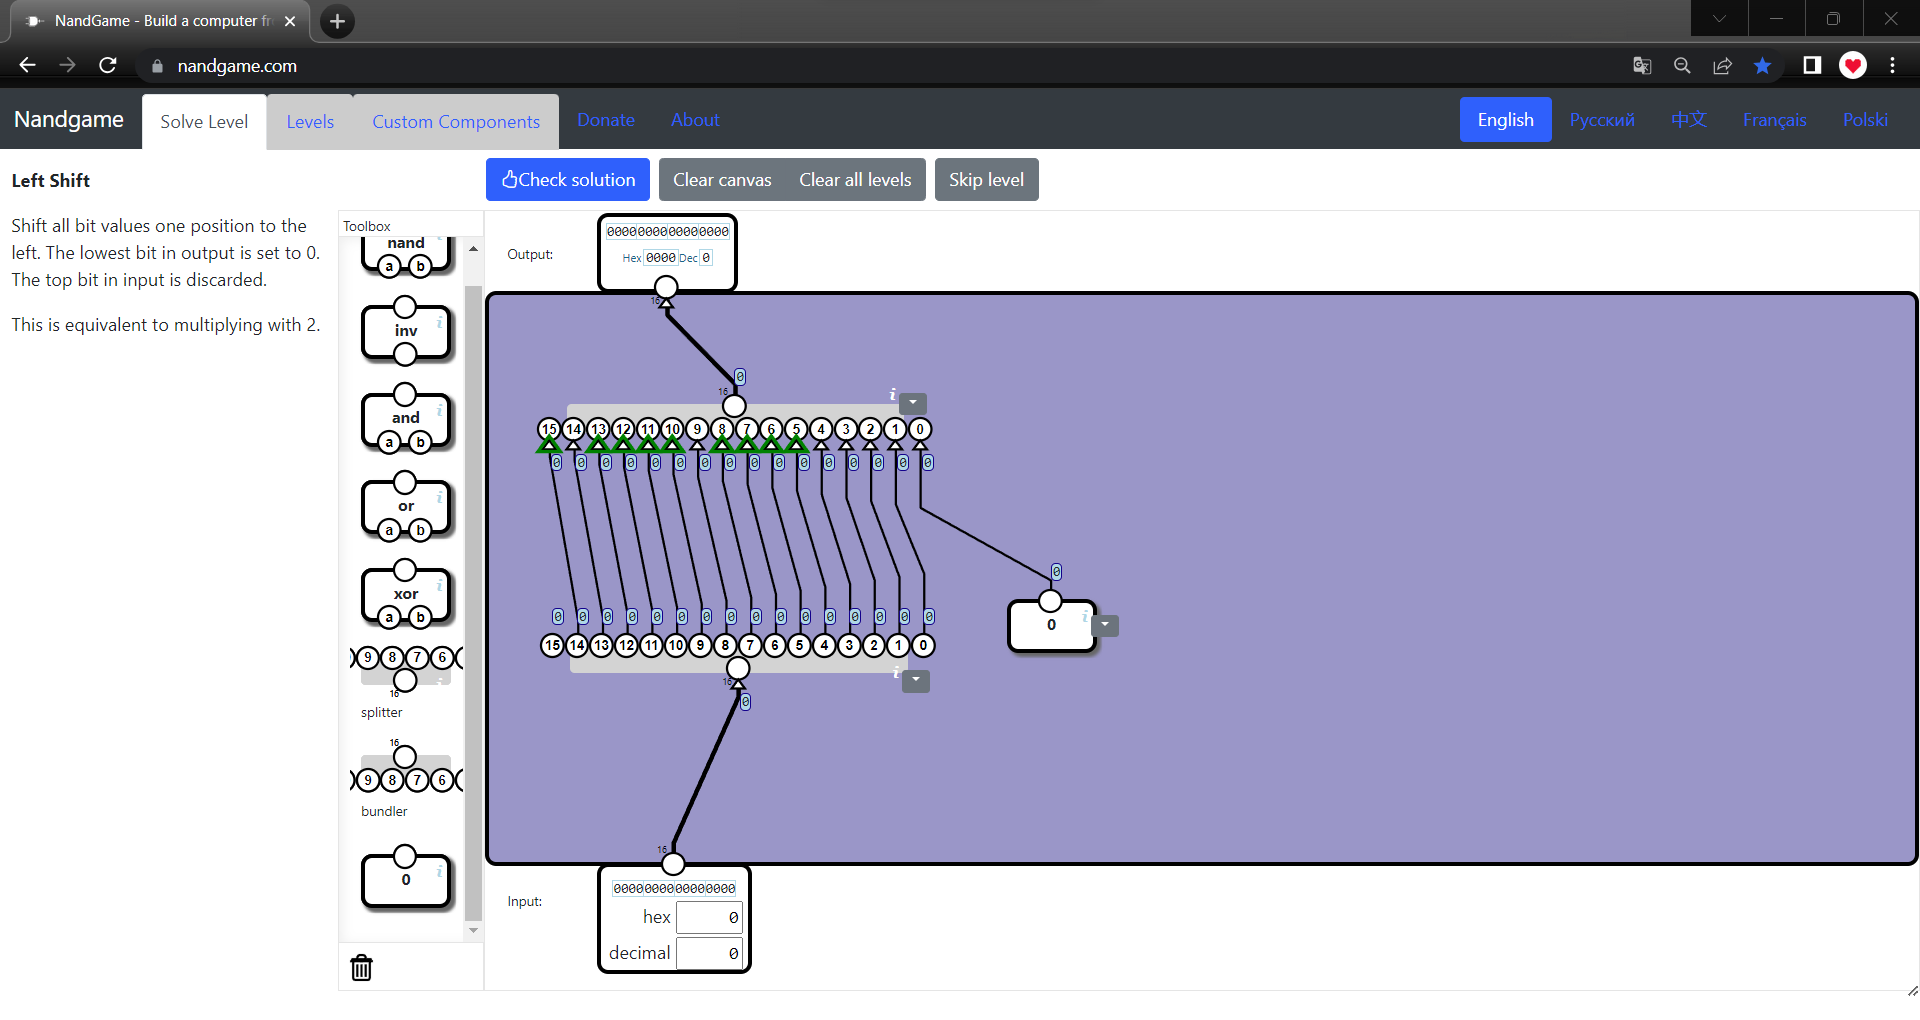 NandGame - Build a computer fr
nandgame.com
Nandgame
Solve Level
Levels
Custom Components
Donate
About
English
Русский
中文
Français
Polski
Left Shift
Shift all bit values one position to the
left. The lowest bit in output is set to 0.
The top bit in input is discarded.
This is equivalent to multiplying with 2.
Check solution
Clear canvas
Clear all levels
Skip level
Toolbox
nand
a b
inv
and
a b
or
a b
xor
a b
9 8 7 6
16
splitter
16
9 8 7 6
bundler
0
Output:
0000000000000000
Hex 0000 Dec 0
16
0
16
15 14 13 12 11 10 9 8 7 6 5 4 3 2 1 0
0 0 0 0 0 0 0 0 0 0 0 0 0 0 0 0
0
0
0 0 0 0 0 0 0 0 0 0 0 0 0 0 0 0
15 14 13 12 11 10 9 8 7 6 5 4 3 2 1 0
16
0
16
Input:
0000000000000000
hex 0
decimal 0